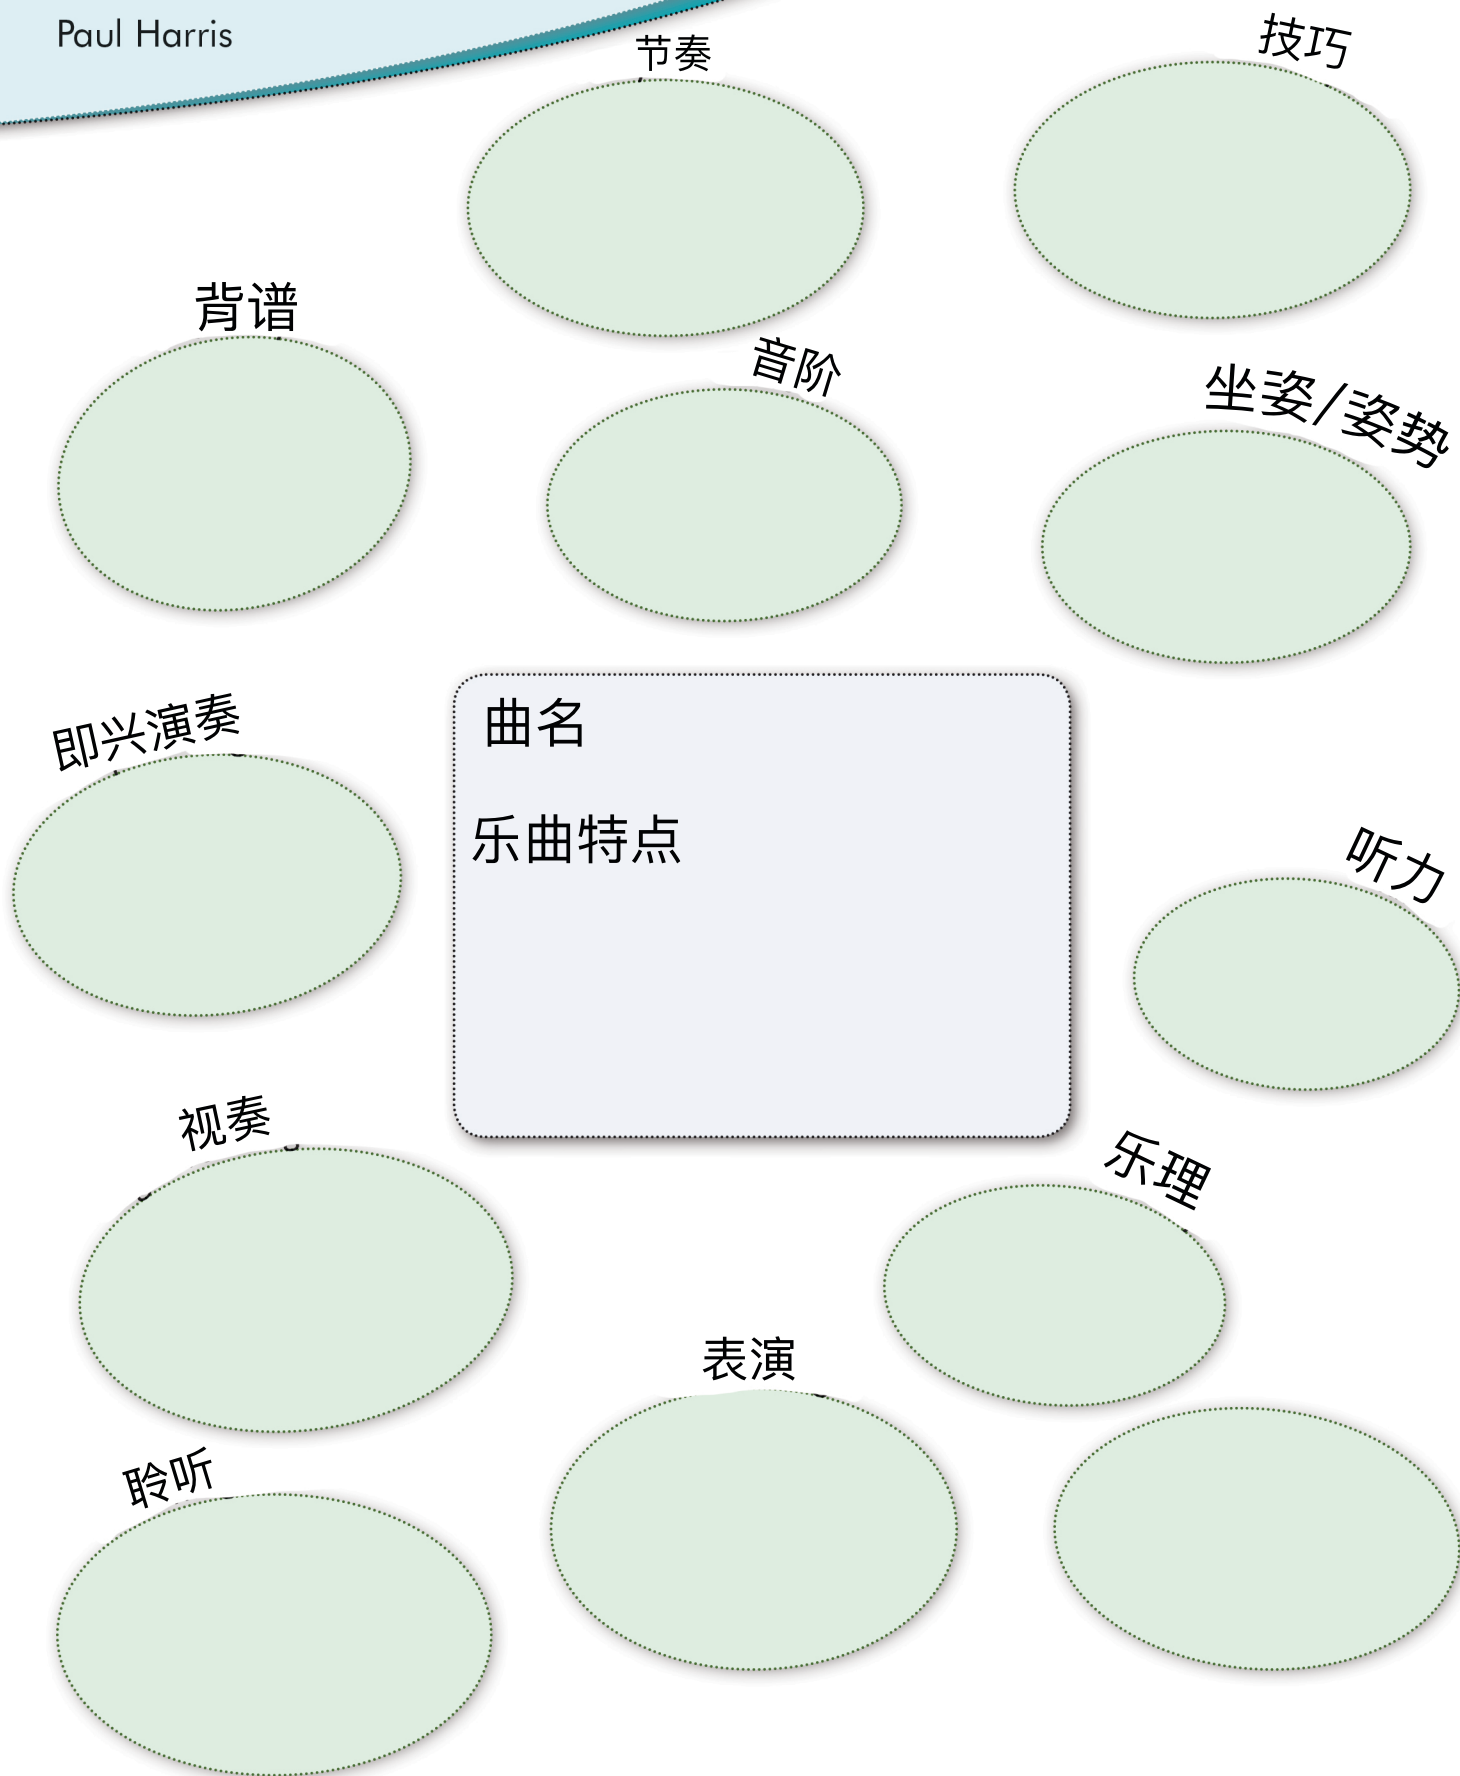 Paul Harris
节奏
技巧
背谱
音阶
坐姿/姿势
即兴演奏
曲名
乐曲特点
听力
视奏
乐理
表演
聆听